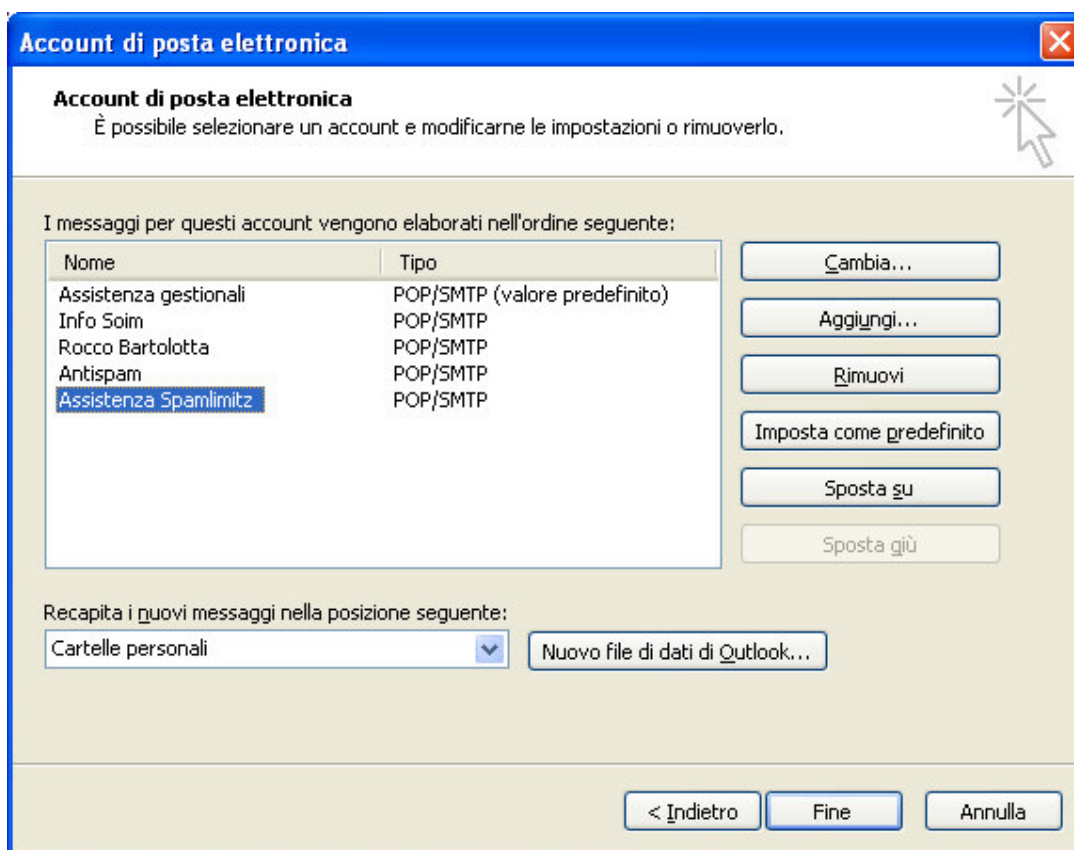 Account di posta elettronica
Account di posta elettronica
È possibile selezionare un account e modificarne le impostazioni o rimuoverlo.
I messaggi per questi account vengono elaborati nell'ordine seguente:
Nome Tipo
Assistenza gestionali POP/SMTP (valore predefinito)
Info Soim POP/SMTP
Rocco Bartolotta POP/SMTP
Antispam POP/SMTP
Assistenza Spamlimitz POP/SMTP
Cambia...
Aggiungi...
Rimuovi
Imposta come predefinito
Sposta su
Sposta giù
Recapita i nuovi messaggi nella posizione seguente:
Cartelle personali Nuovo file di dati di Outlook...
< Indietro Fine Annulla